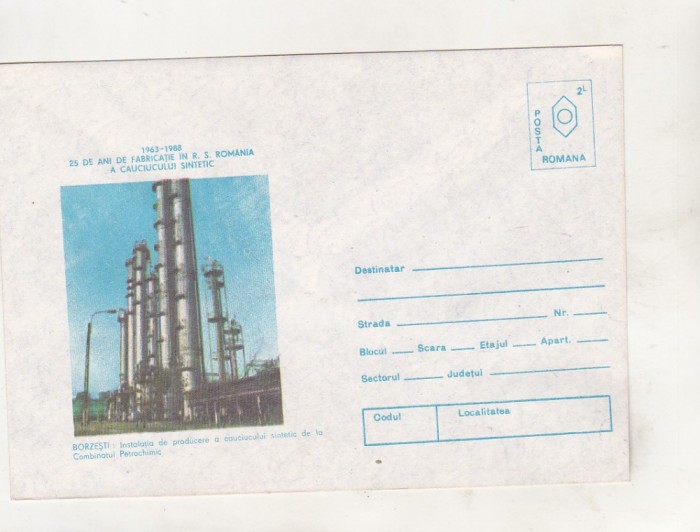 1963-1988
25 DE ANI DE FABRICAȚIE IN R. S. ROMÂNIA
A CAUCIUCULUI SINTETIC
2L
POSTA
ROMANA
Destinatar
Strada Nr.
Blocul Scara Etajul Apart.
Sectorul Județul
Codul Localitatea
BORZEȘTI - Instalația de producere a cauciucului sintetic de la
Combinatul Petrochimic